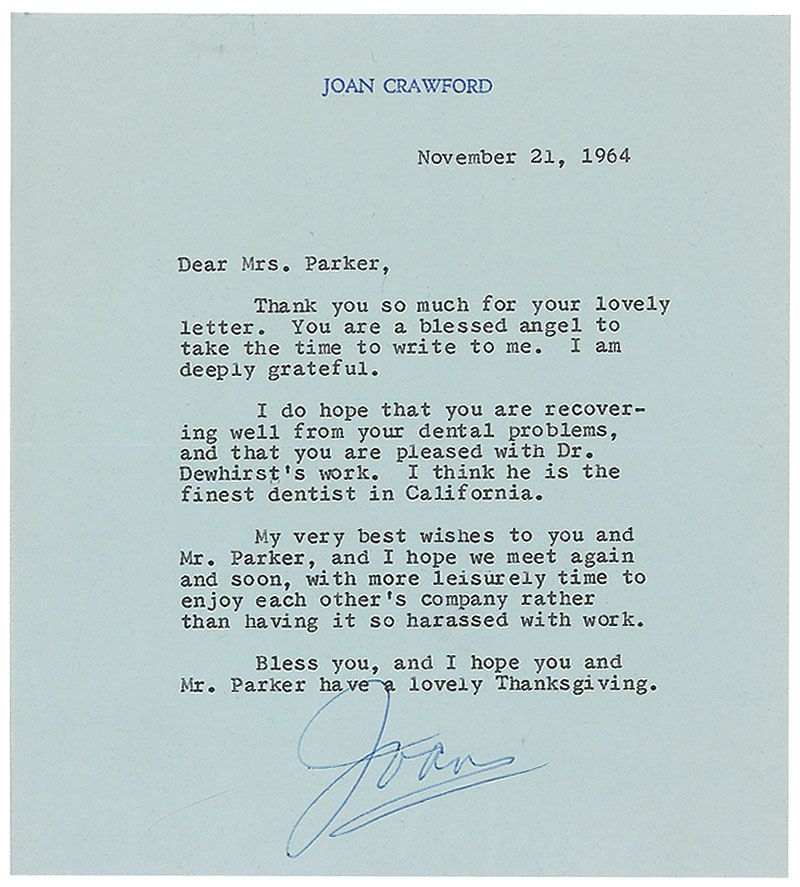 JOAN CRAWFORD
November 21, 1964
Dear Mrs. Parker,
Thank you so much for your lovely
letter. You are a blessed angel to
take the time to write to me. I am
deeply grateful.
I do hope that you are recover-
ing well from your dental problems,
and that you are pleased with Dr.
Dewhirst's work. I think he is the
finest dentist in California.
My very best wishes to you and
Mr. Parker, and I hope we meet again
and soon, with more leisurely time to
enjoy each other's company rather
than having it so harassed with work.
Bless you, and I hope you and
Mr. Parker have a lovely Thanksgiving.
Joan